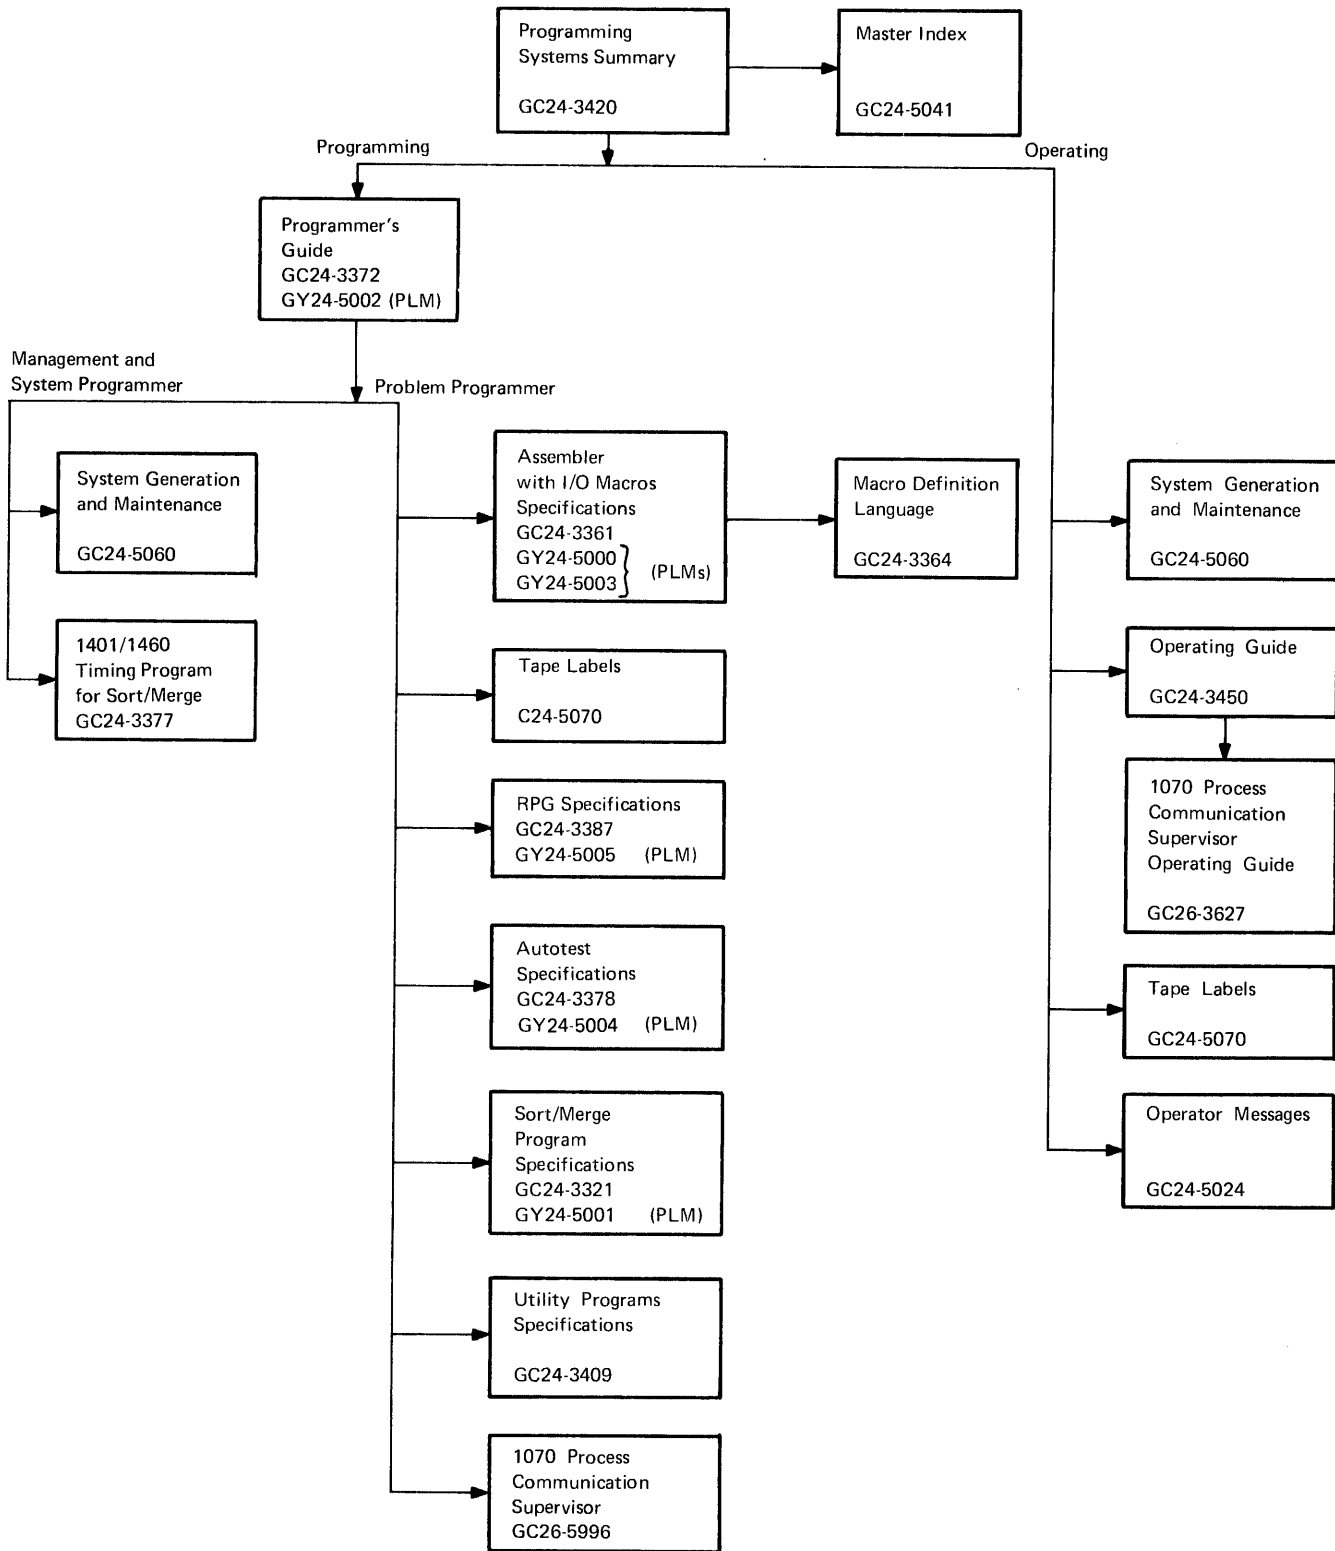 Programming
Systems Summary
GC24-3420
Master Index
GC24-5041
Programming
Operating
Programmer's
Guide
GC24-3372
GY24-5002 (PLM)
Management and
System Programmer
Problem Programmer
System Generation
and Maintenance
GC24-5060
1401/1460
Timing Program
for Sort/Merge
GC24-3377
Assembler
with I/O Macros
Specifications
GC24-3361
GY24-5000
GY24-5003
(PLMs)
Macro Definition
Language
GC24-3364
Tape Labels
C24-5070
RPG Specifications
GC24-3387
GY24-5005 (PLM)
Autotest
Specifications
GC24-3378
GY24-5004 (PLM)
Sort/Merge
Program
Specifications
GC24-3321
GY24-5001 (PLM)
Utility Programs
Specifications
GC24-3409
1070 Process
Communication
Supervisor
GC26-5996
System Generation
and Maintenance
GC24-5060
Operating Guide
GC24-3450
1070 Process
Communication
Supervisor
Operating Guide
GC26-3627
Tape Labels
GC24-5070
Operator Messages
GC24-5024